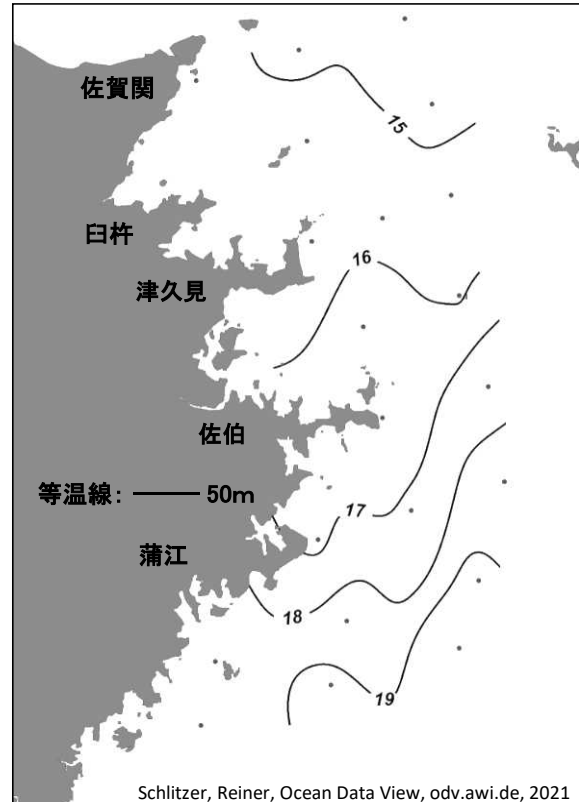 佐賀関
15
臼杵
16
津久見
佐伯
等温線: 50m
17
蒲江
18
19
Schlitzer, Reiner, Ocean Data View, odv.awi.de, 2021